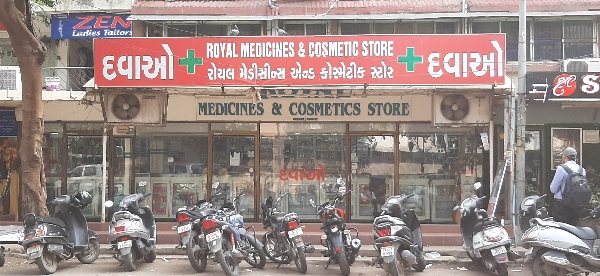 ZEN
Ladies Tailors
દવાઓ
ROYAL MEDICINES & COSMETIC STORE
રોયલ મેડીસીન્સ એન્ડ કોસ્મેટીક સ્ટોર
દવાઓ
MEDICINES & COSMETICS STORE
દવાઓ